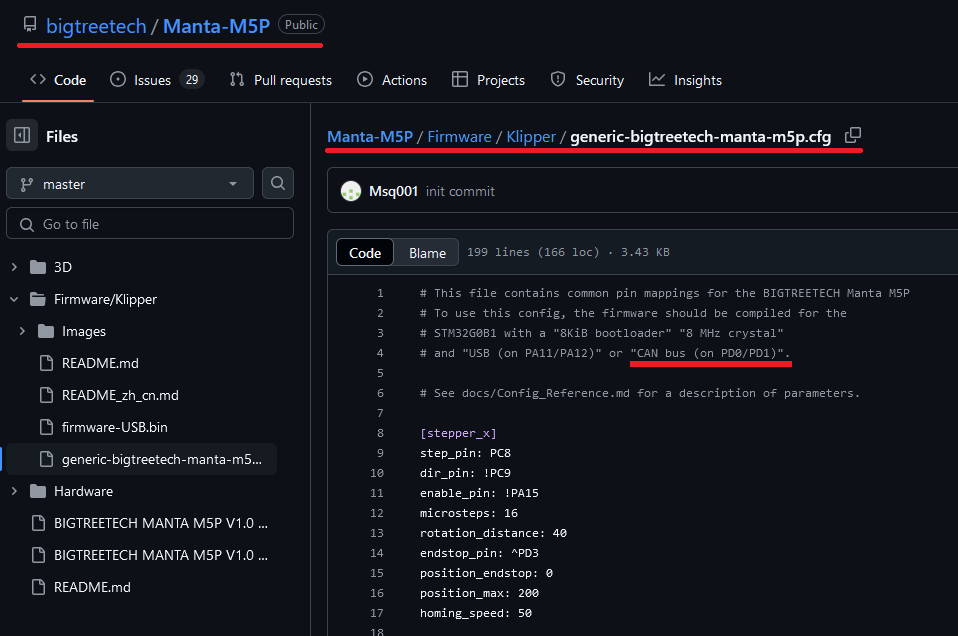 bigtreetech / Manta-M5P Public
Code Issues 29 Pull requests Actions Projects Security Insights
Files
master
Go to file
3D
Firmware/Klipper
Images
README.md
README_zh_cn.md
firmware-USB.bin
generic-bigtreetech-manta-m5...
Hardware
BIGTREETECH MANTA M5P V1.0 ...
BIGTREETECH MANTA M5P V1.0 ...
README.md
Manta-M5P / Firmware / Klipper / generic-bigtreetech-manta-m5p.cfg
Msq001 init commit
Code Blame 199 lines (166 loc) · 3.43 KB
1 # This file contains common pin mappings for the BIGTREETECH Manta M5P
2 # To use this config, the firmware should be compiled for the
3 # STM32G0B1 with a "8KiB bootloader" "8 MHz crystal"
4 # and "USB (on PA11/PA12)" or "CAN bus (on PD0/PD1)".
5
6 # See docs/Config_Reference.md for a description of parameters.
7
8 [stepper_x]
9 step_pin: PC8
10 dir_pin: !PC9
11 enable_pin: !PA15
12 microsteps: 16
13 rotation_distance: 40
14 endstop_pin: ^PD3
15 position_endstop: 0
16 position_max: 200
17 homing_speed: 50
18